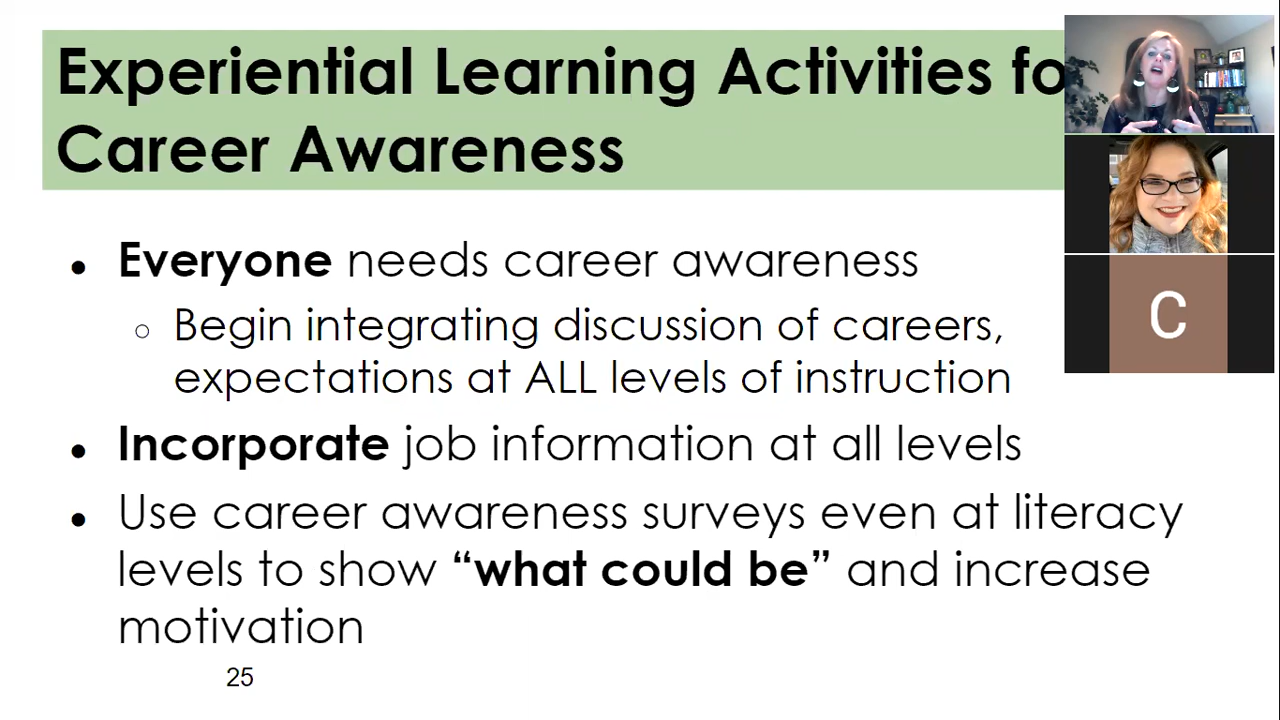 Experiential Learning Activities fo
Career Awareness
• Everyone needs career awareness
○ Begin integrating discussion of careers,
expectations at ALL levels of instruction
• Incorporate job information at all levels
• Use career awareness surveys even at literacy
levels to show “what could be” and increase
motivation
25
C